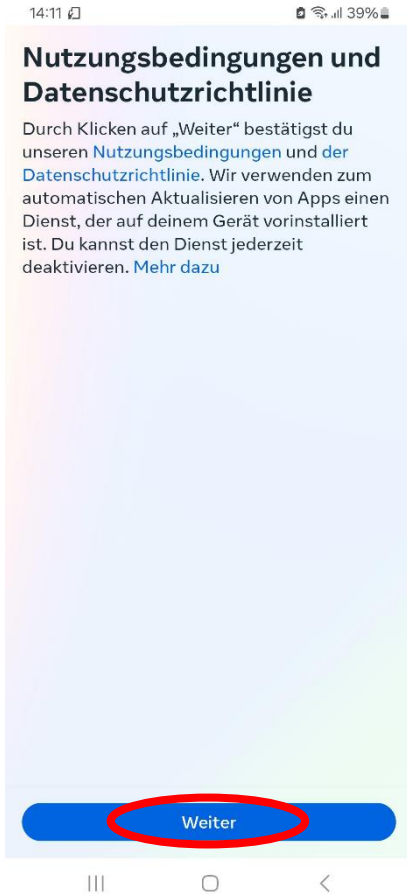 14:11 39%
Nutzungsbedingungen und
Datenschutzrichtlinie
Durch Klicken auf „Weiter“ bestätigst du
unseren Nutzungsbedingungen und der
Datenschutzrichtlinie. Wir verwenden zum
automatischen Aktualisieren von Apps einen
Dienst, der auf deinem Gerät vorinstalliert
ist. Du kannst den Dienst jederzeit
deaktivieren. Mehr dazu
Weiter